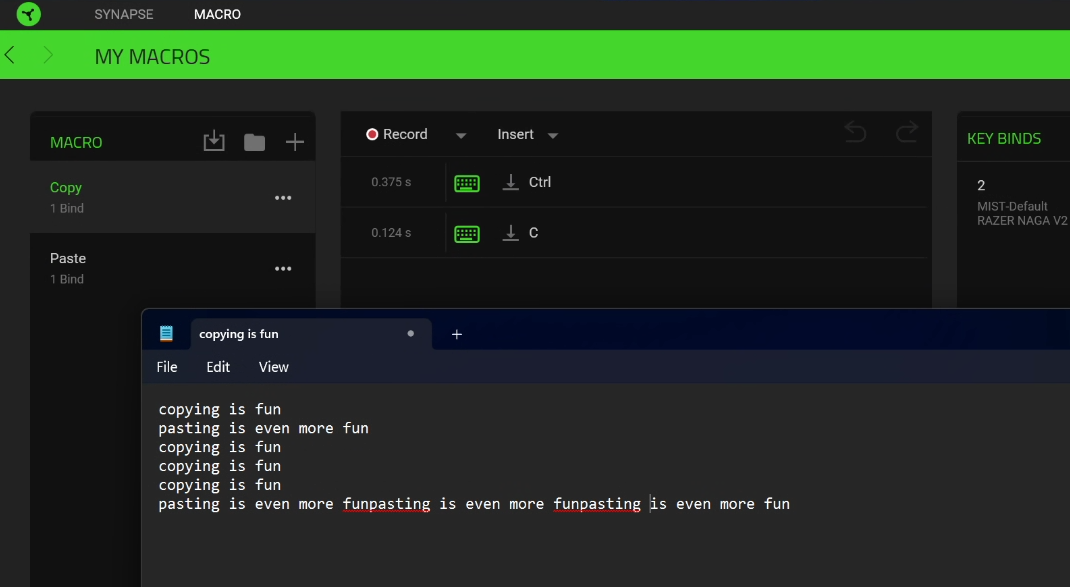 SYNAPSE MACRO
MY MACROS
MACRO
Copy
1 Bind
Paste
1 Bind
Record Insert
0.375 s Ctrl
0.124 s C
KEY BINDS
2
MIST-Default
RAZER NAGA V2
copying is fun
File Edit View
copying is fun
pasting is even more fun
copying is fun
copying is fun
copying is fun
pasting is even more funpasting is even more funpasting is even more fun